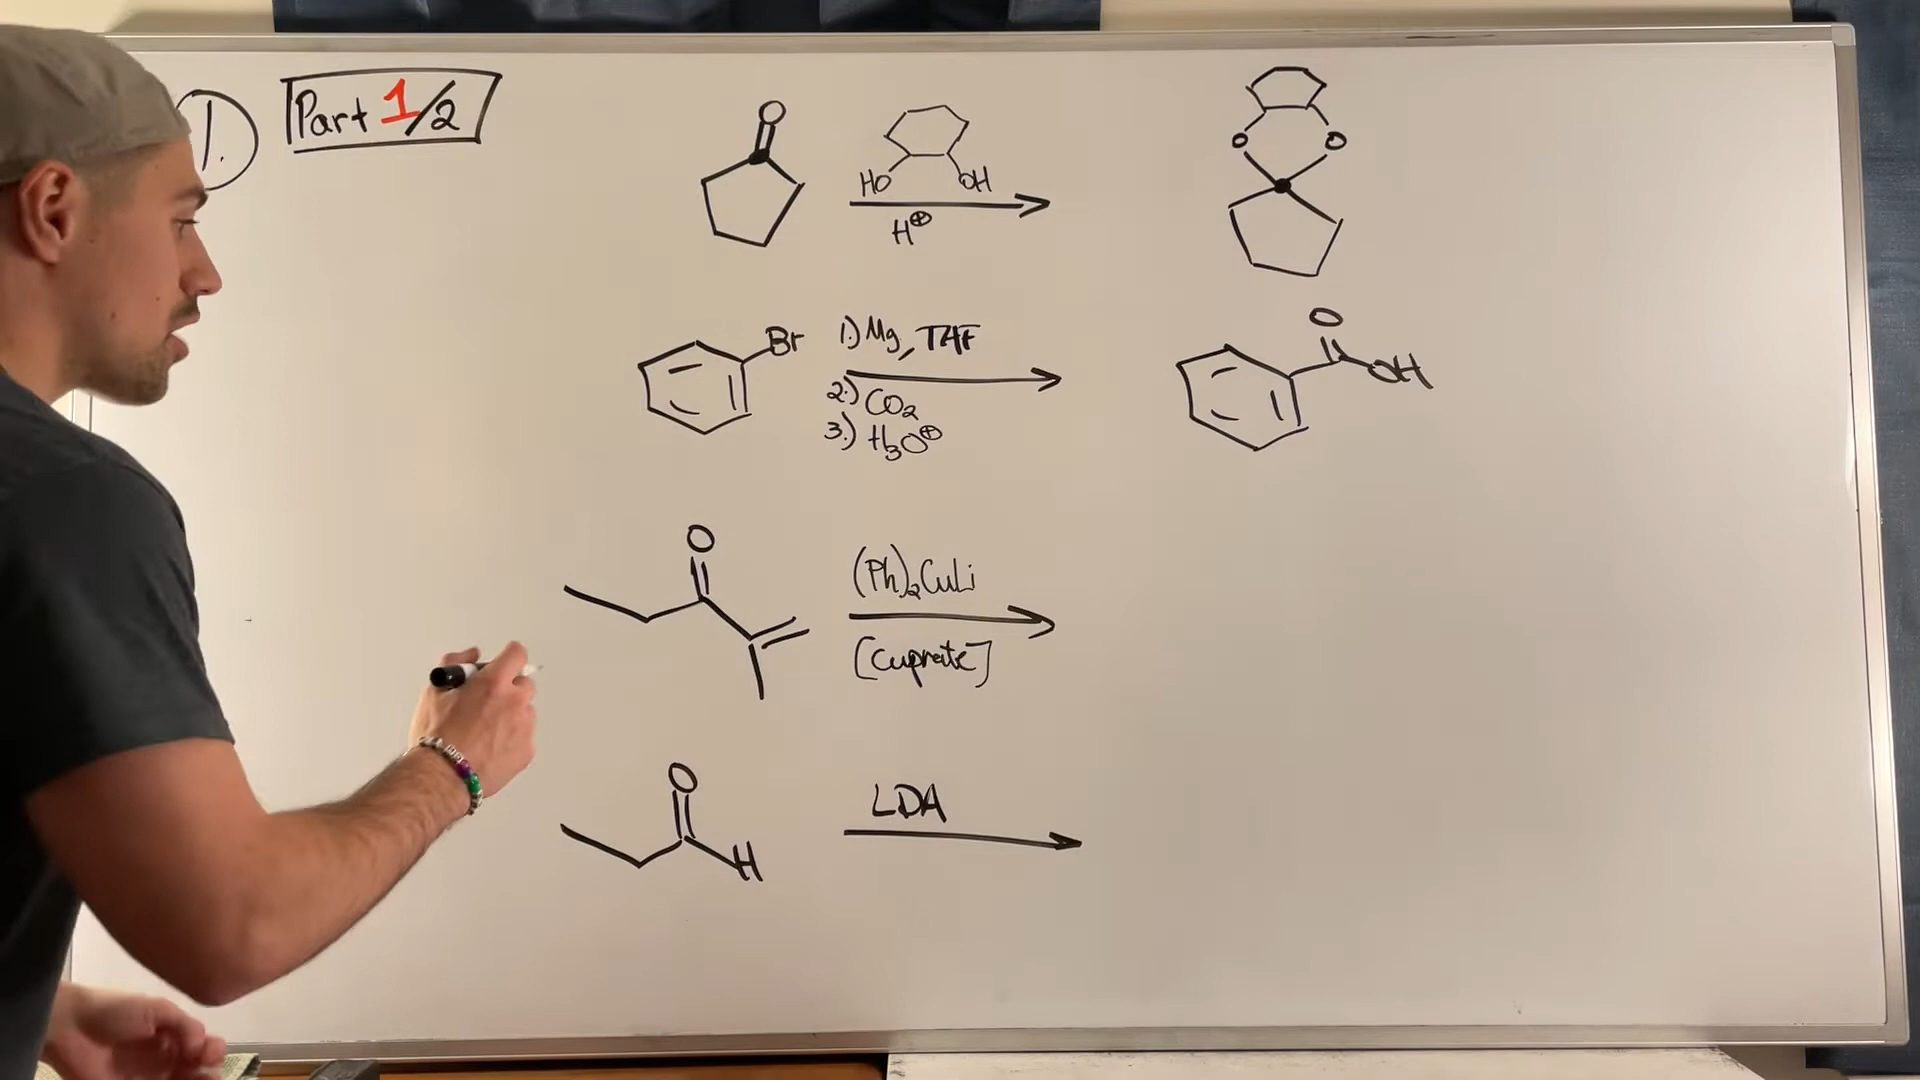 1.
Part 1/2
O
HO OH
H⊕
O O
Br
1.) Mg, THF
2.) CO₂
3.) H₃O⊕
O
OH
O
(Ph)₂CuLi
[Cuprate]
O
H
LDA